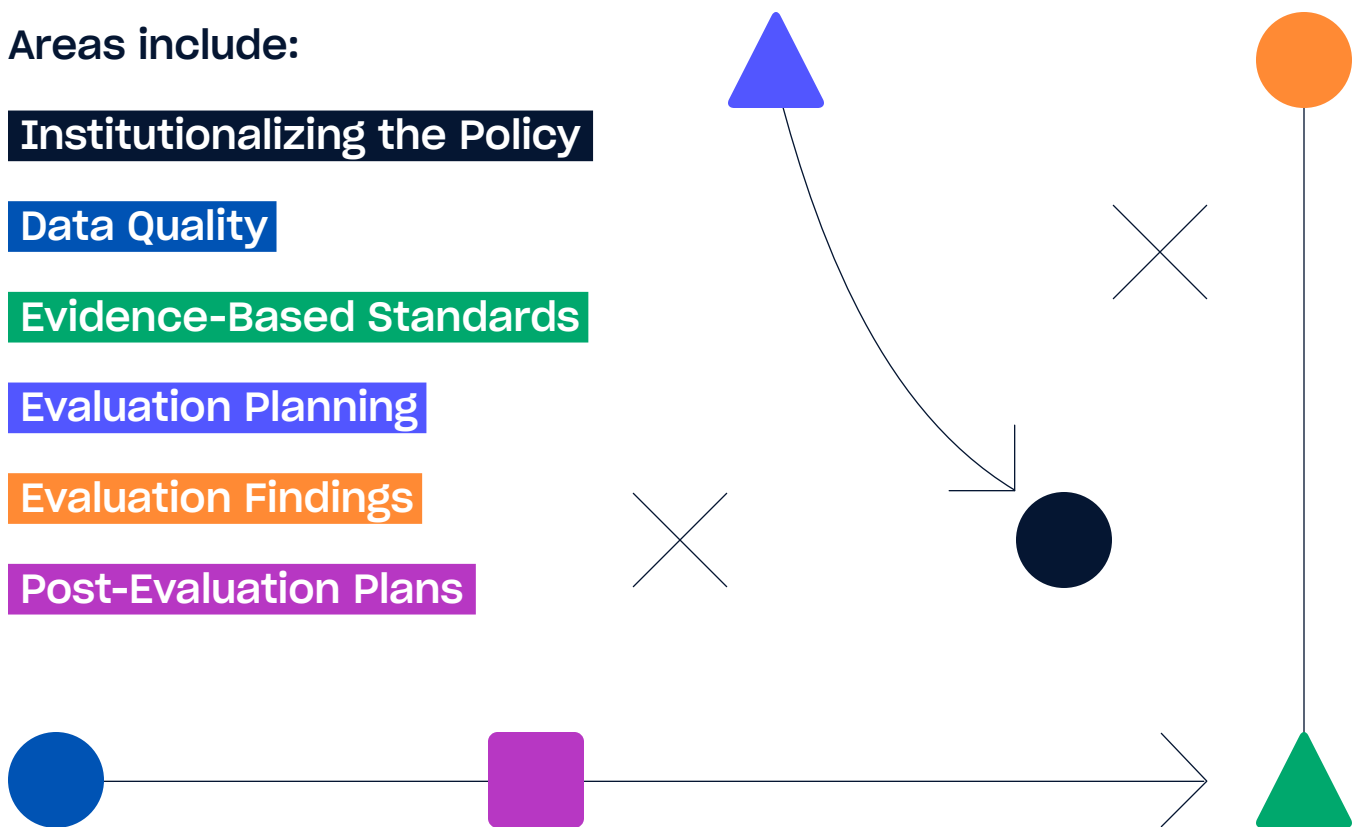 Areas include:
Institutionalizing the Policy
Data Quality
Evidence-Based Standards
Evaluation Planning
Evaluation Findings
Post-Evaluation Plans